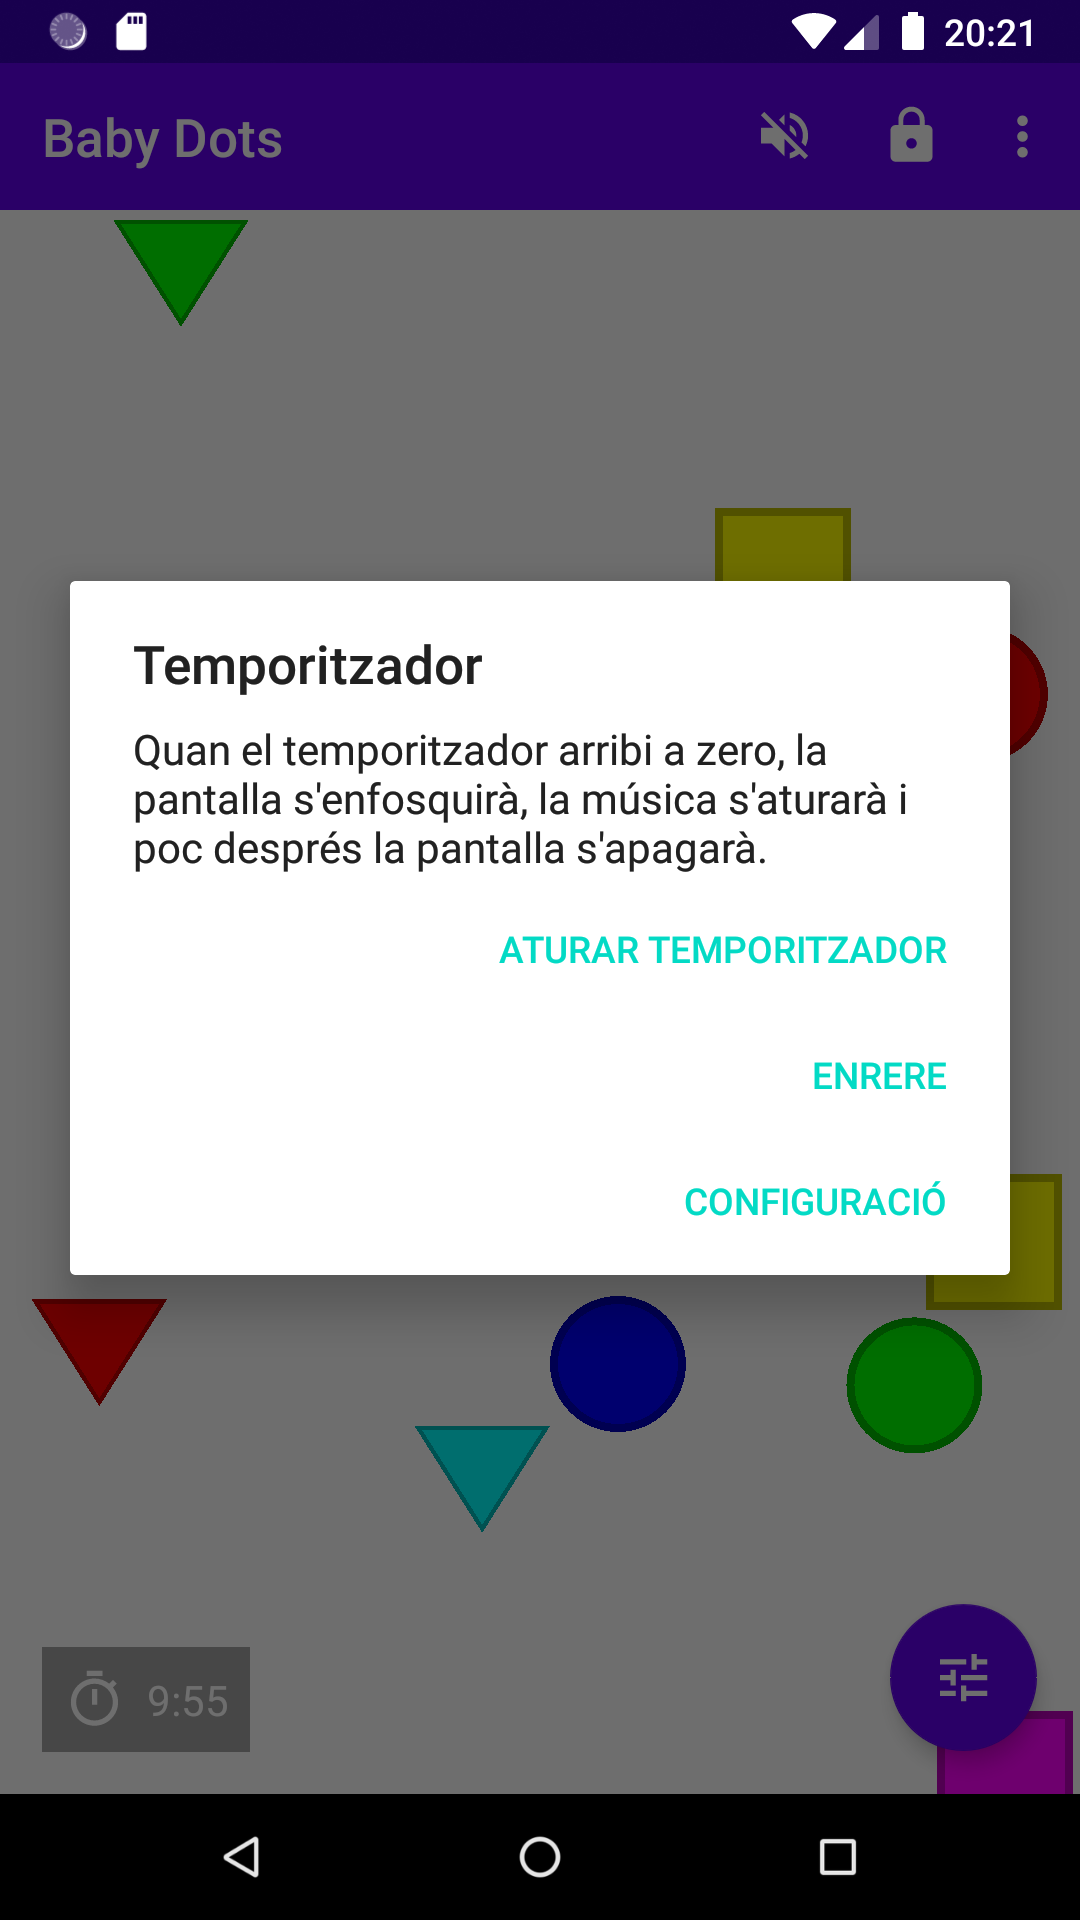 20:21
Baby Dots
Temporitzador
Quan el temporitzador arribi a zero, la
pantalla s'enfosquirà, la música s'aturarà i
poc després la pantalla s'apagarà.
ATURAR TEMPORITZADOR
ENRERE
CONFIGURACIÓ
9:55